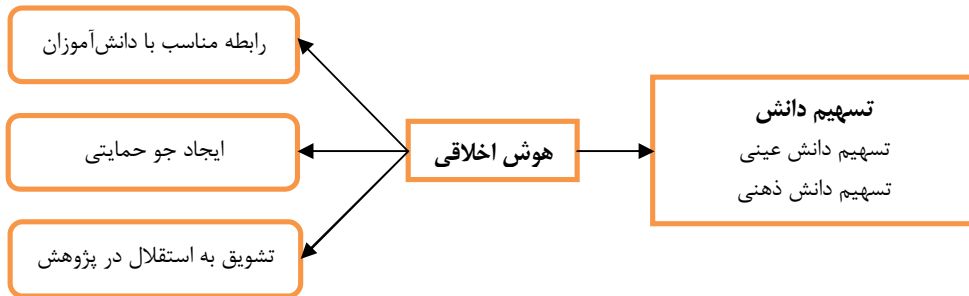 تسهیم دانش
تسهیم دانش عینی
تسهیم دانش ذهنی
هوش اخلاقی
رابطه مناسب با دانش‌آموزان
ایجاد جو حمایتی
تشویق به استقلال در پژوهش